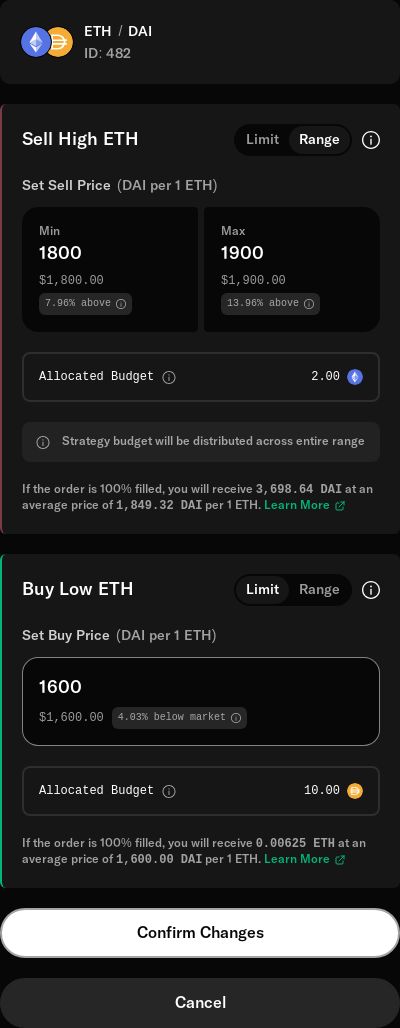 ETH / DAI
ID: 482
Sell High ETH
Limit Range
Set Sell Price (DAI per 1 ETH)
Min
1800
$1,800.00
7.96% above
Max
1900
$1,900.00
13.96% above
Allocated Budget 2.00
Strategy budget will be distributed across entire range
If the order is 100% filled, you will receive 3,698.64 DAI at an
average price of 1,849.32 DAI per 1 ETH. Learn More
Buy Low ETH
Limit Range
Set Buy Price (DAI per 1 ETH)
1600
$1,600.00 4.03% below market
Allocated Budget 10.00
If the order is 100% filled, you will receive 0.00625 ETH at an
average price of 1,600.00 DAI per 1 ETH. Learn More
Confirm Changes
Cancel